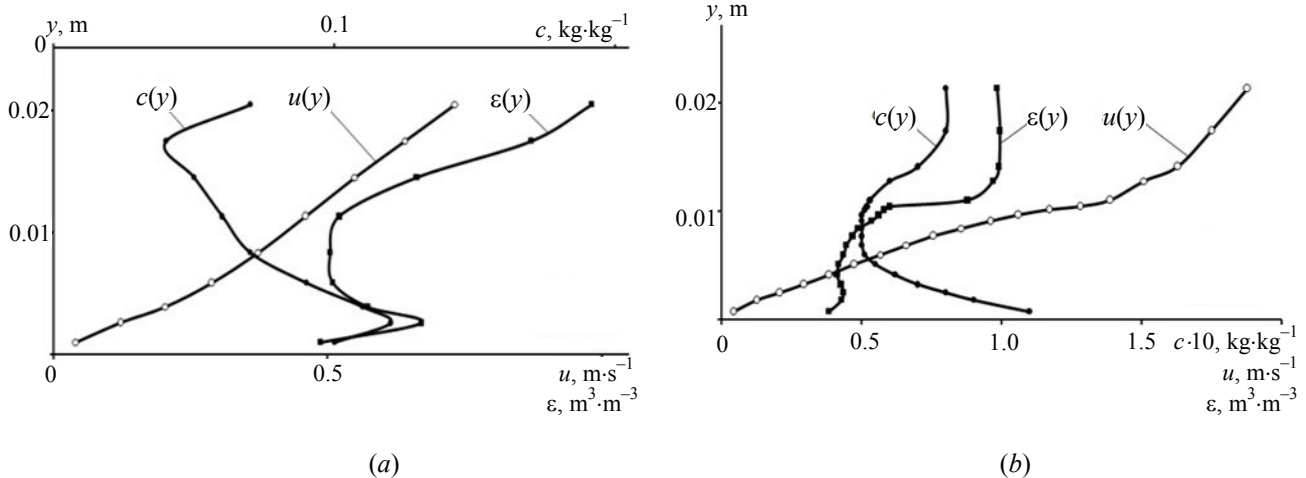 y, m 0.1 c, kg·kg⁻¹
0
c(y) u(y) ε(y)
0.02
0.01
0 0.5 u, m·s⁻¹
ε, m³·m⁻³
(a)
y, m
0.02
c(y) ε(y) u(y)
0.01
0 0.5 1.0 1.5 c·10, kg·kg⁻¹
u, m·s⁻¹
ε, m³·m⁻³
(b)